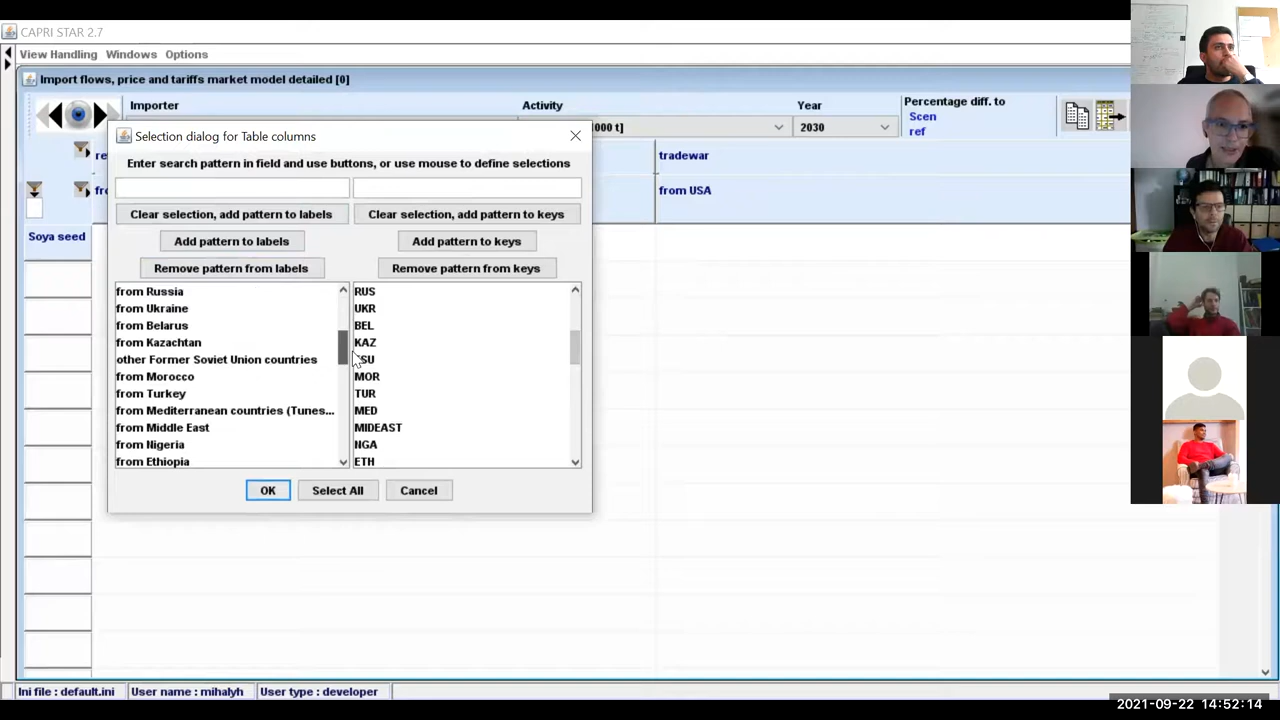 CAPRI STAR 2.7
View Handling Windows Options
Import flows, price and tariffs market model detailed [0]
Importer Activity Year Percentage diff. to
Scen
ref
1000 t] 2030
Selection dialog for Table columns
tradewar
from USA
Soya seed
Enter search pattern in field and use buttons, or use mouse to define selections
Clear selection, add pattern to labels Clear selection, add pattern to keys
Add pattern to labels Add pattern to keys
Remove pattern from labels Remove pattern from keys
from Russia RUS
from Ukraine UKR
from Belarus BEL
from Kazachtan KAZ
other Former Soviet Union countries SU
from Morocco MOR
from Turkey TUR
from Mediterranean countries (Tunes... MED
from Middle East MIDEAST
from Nigeria NGA
from Ethiopia ETH
OK Select All Cancel
Ini file : default.ini User name : mihalyh User type : developer
2021-09-22 14:52:14